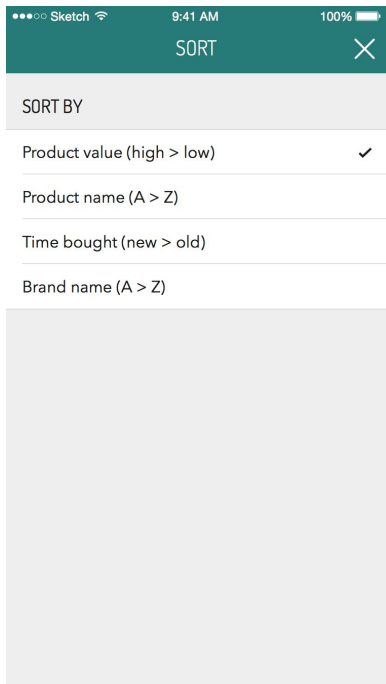 Sketch 9:41 AM 100%
SORT
SORT BY
Product value (high > low)
Product name (A > Z)
Time bought (new > old)
Brand name (A > Z)